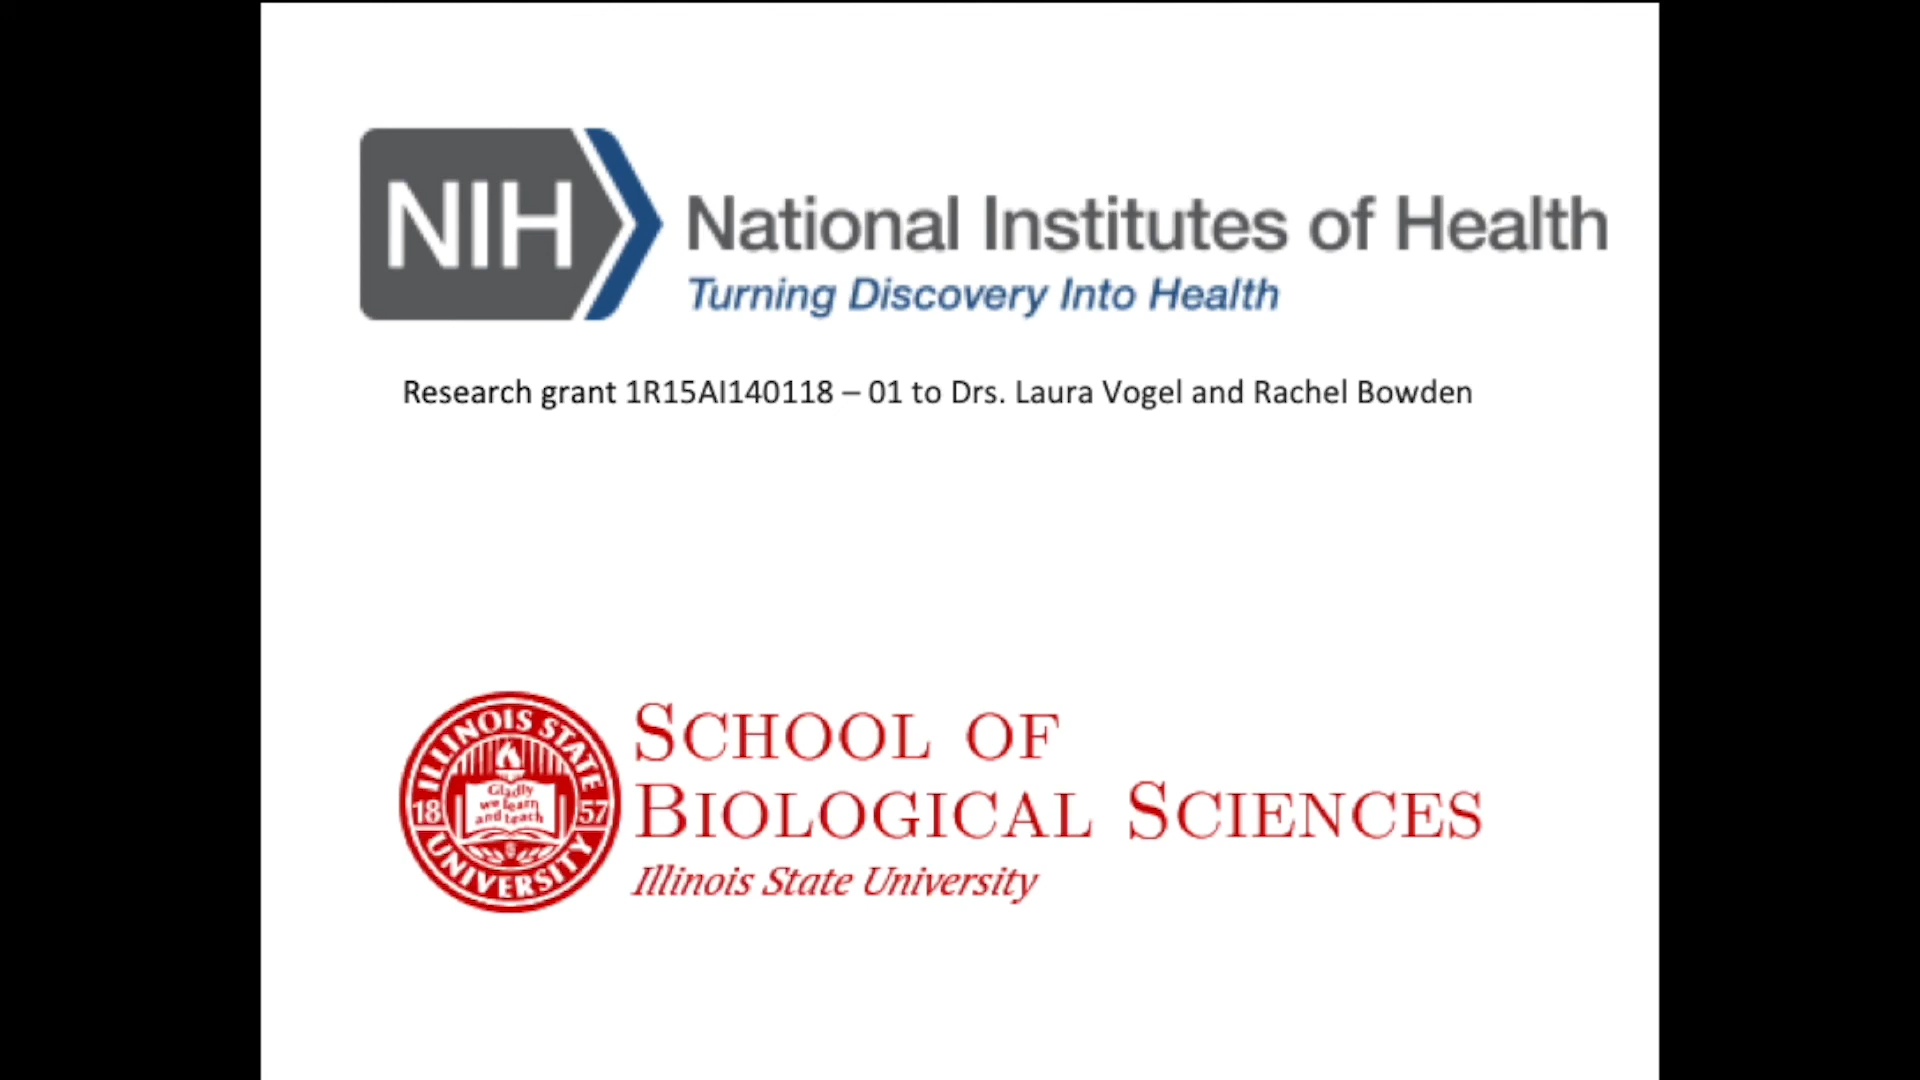 NIH
National Institutes of Health
Turning Discovery Into Health
Research grant 1R15AI140118 – 01 to Drs. Laura Vogel and Rachel Bowden
ILLINOIS STATE
Gladly
we learn
and teach
18 57
UNIVERSITY
SCHOOL OF
BIOLOGICAL SCIENCES
Illinois State University